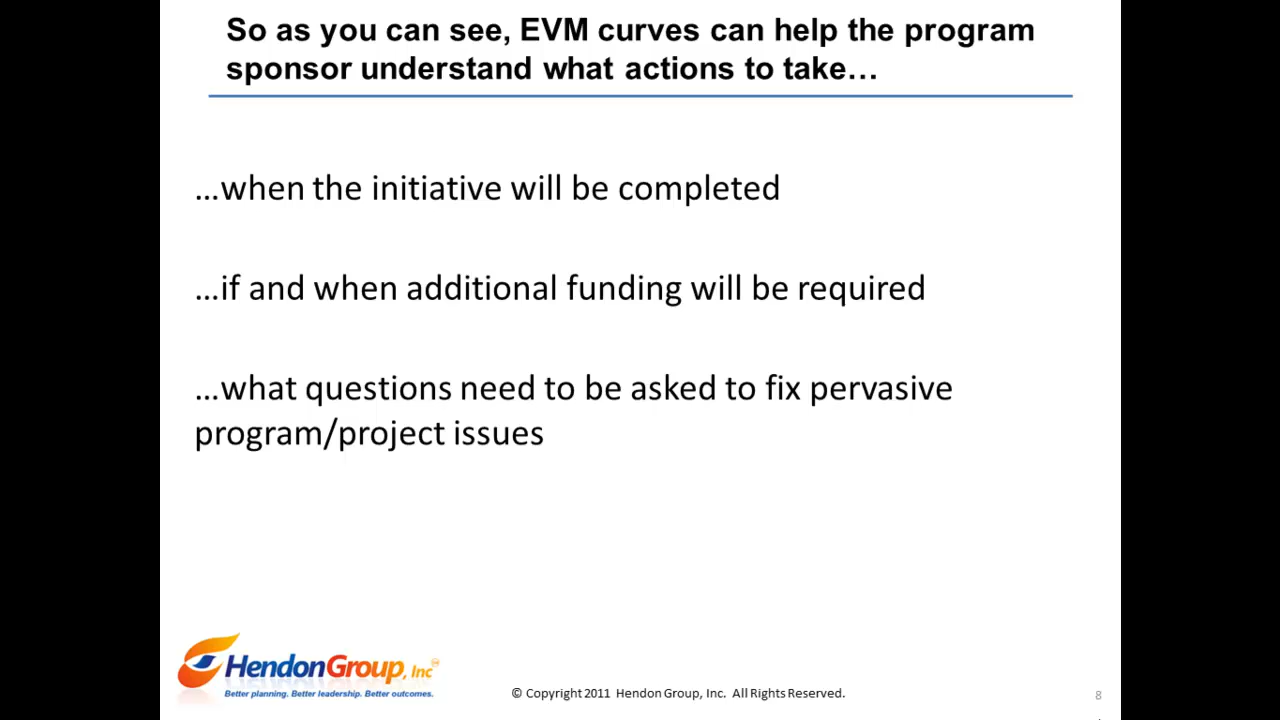 So as you can see, EVM curves can help the program
sponsor understand what actions to take…
…when the initiative will be completed
…if and when additional funding will be required
…what questions need to be asked to fix pervasive
program/project issues
HendonGroup, Inc
Better planning. Better leadership. Better outcomes.
© Copyright 2011 Hendon Group, Inc. All Rights Reserved.
8